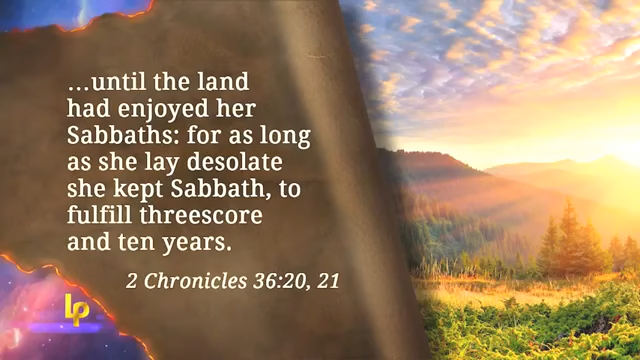 ...until the land
had enjoyed her
Sabbaths: for as long
as she lay desolate
she kept Sabbath, to
fulfill threescore
and ten years.
2 Chronicles 36:20, 21
LP